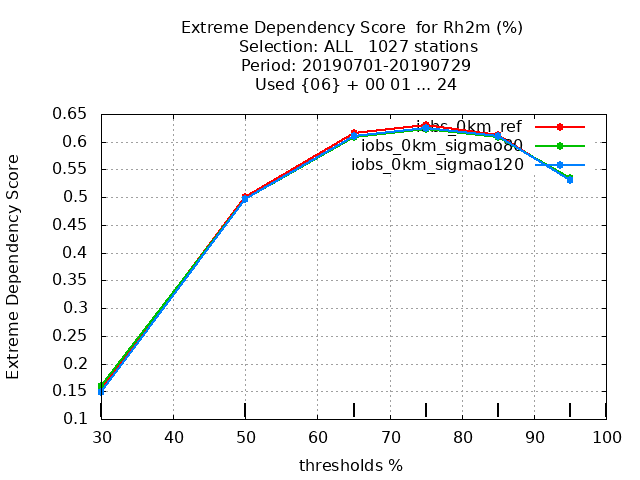 Extreme Dependency Score  for Rh2m (%)
Selection: ALL   1027 stations
Period: 20190701-20190729
Used {06} + 00 01 ... 24
Extreme Dependency Score
0.65
0.6
0.55
0.5
0.45
0.4
0.35
0.3
0.25
0.2
0.15
0.1
iobs_0km_ref
iobs_0km_sigmao80
iobs_0km_sigmao120
30 40 50 60 70 80 90 100
thresholds %